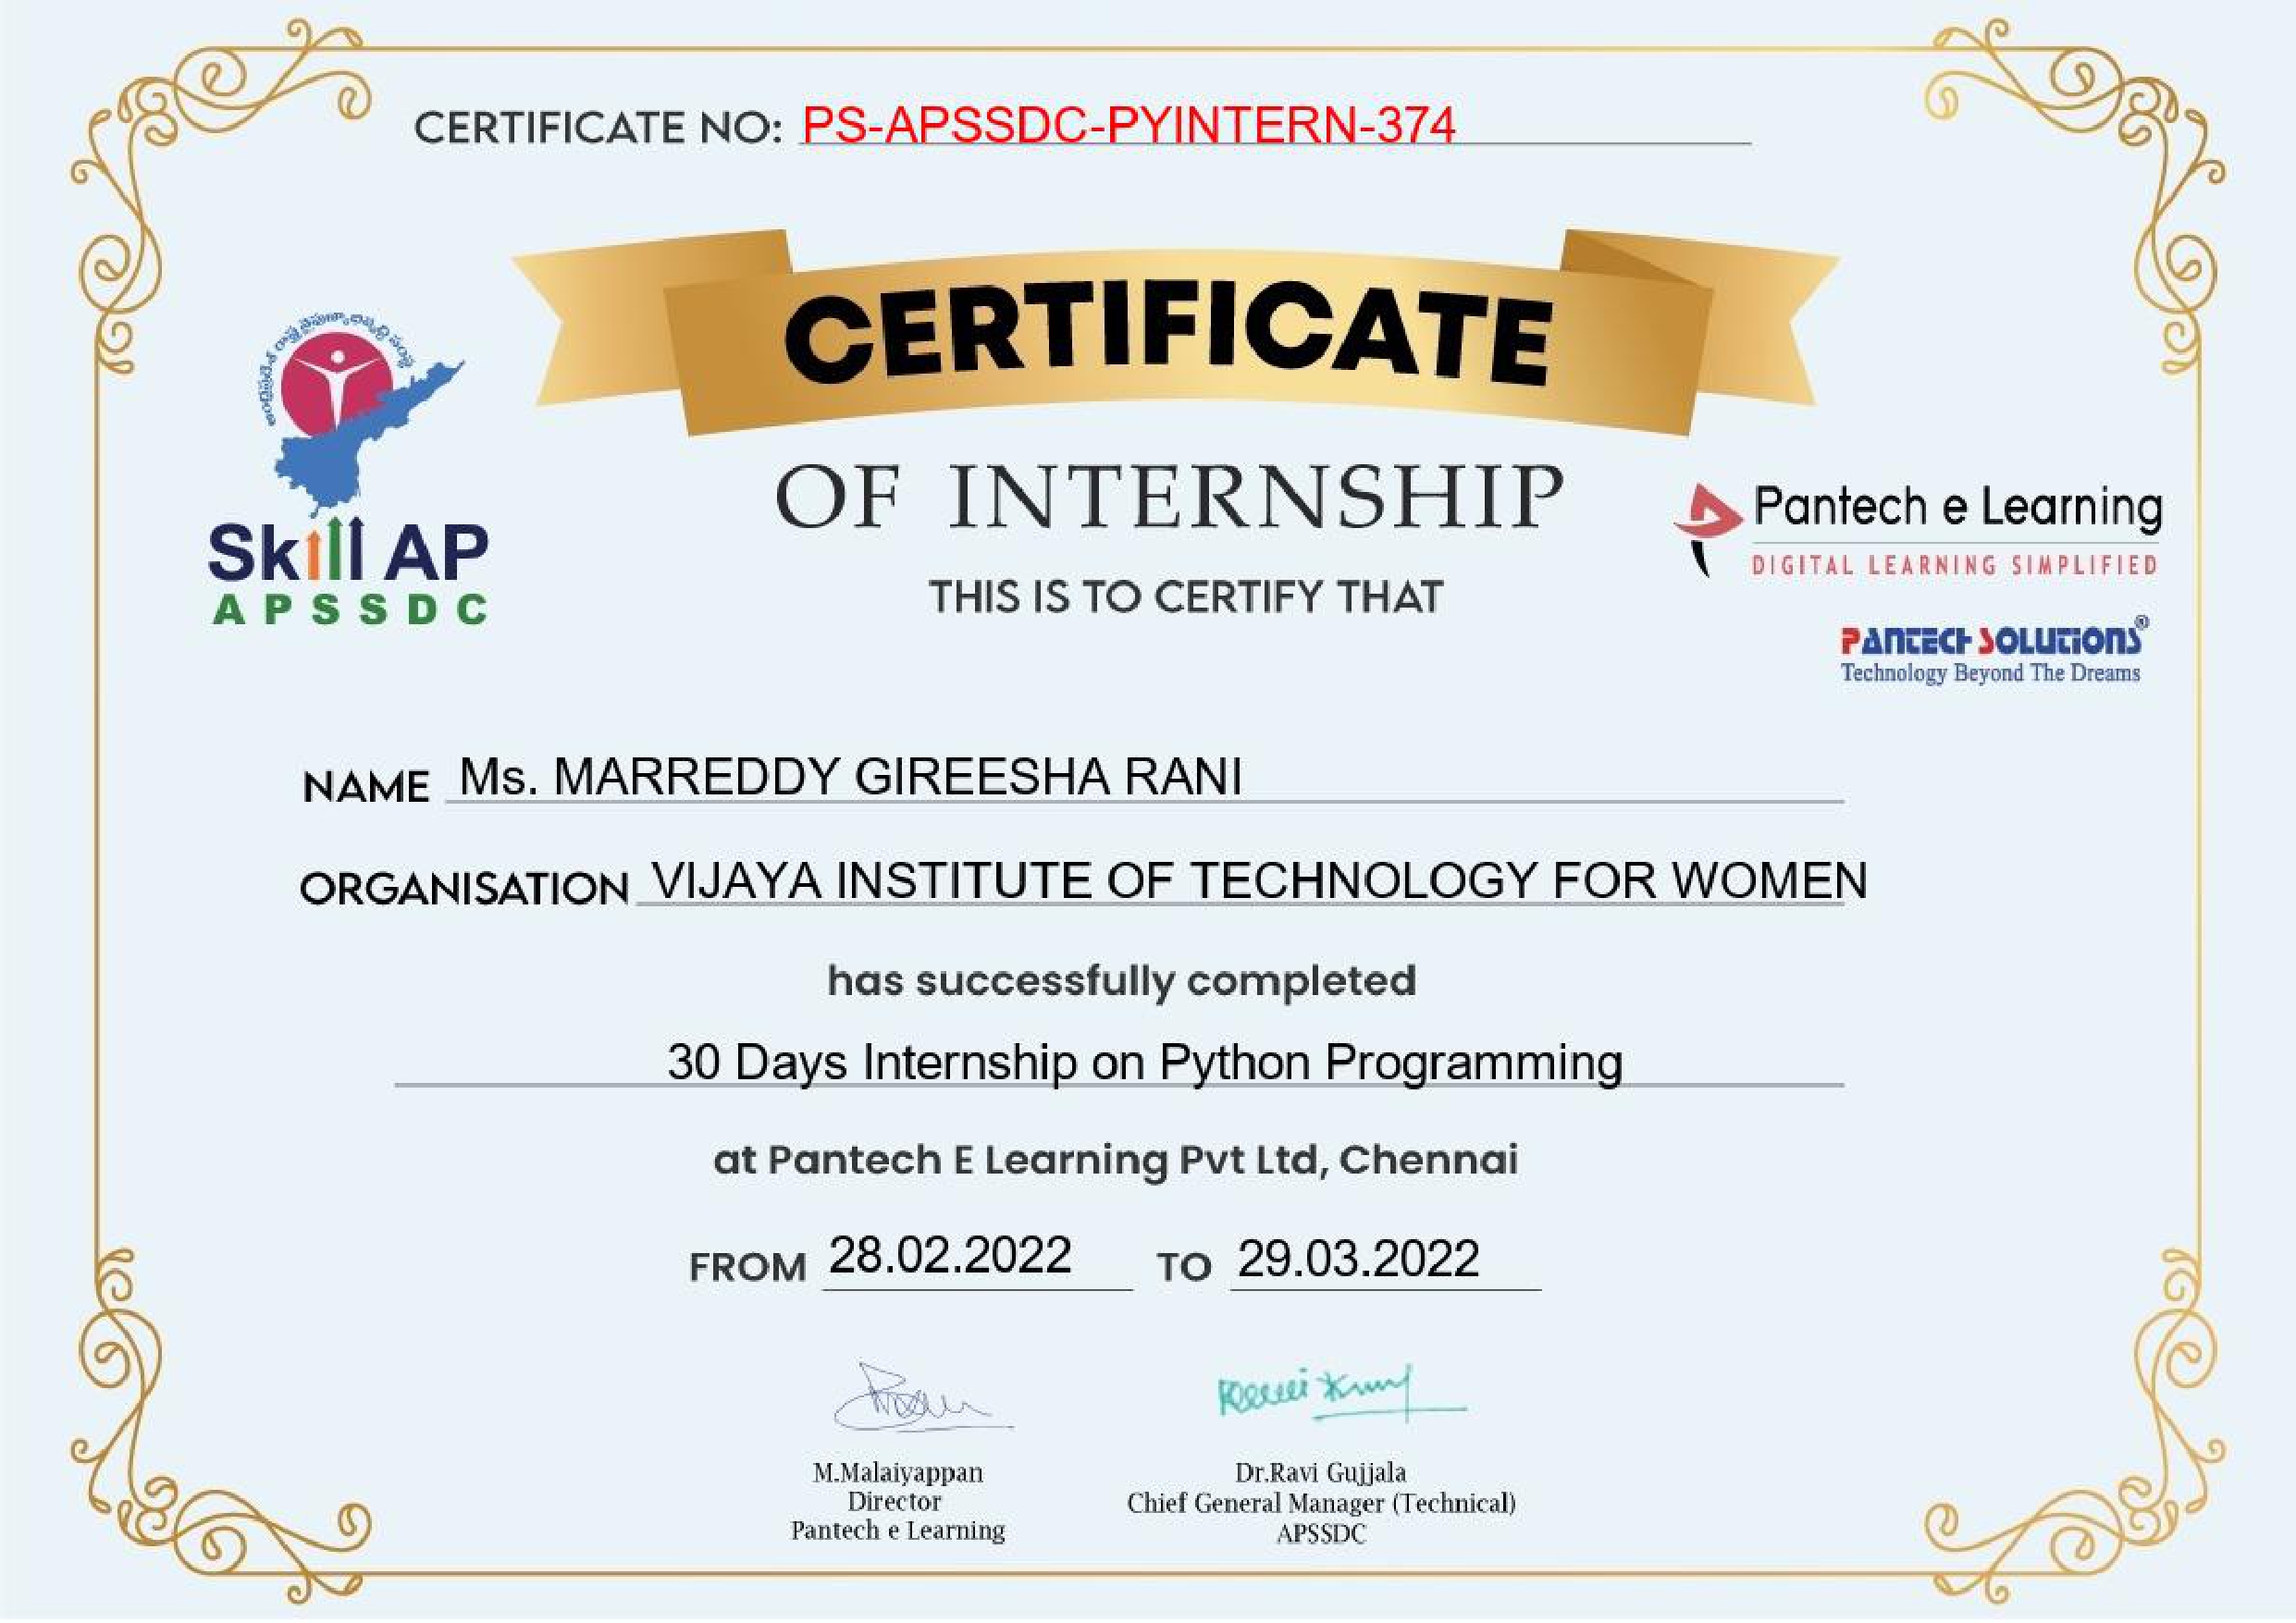 CERTIFICATE NO: PS-APSSDC-PYINTERN-374
CERTIFICATE
OF INTERNSHIP
THIS IS TO CERTIFY THAT
ఆంధ్రప్రదేశ్ రాష్ట్ర నైపుణ్యాభివృద్ధి సంస్థ
Skill AP
APSSDC
Pantech e Learning
DIGITAL LEARNING SIMPLIFIED
PANTECH SOLUTIONS®
Technology Beyond The Dreams
NAME Ms. MARREDDY GIREESHA RANI
ORGANISATION VIJAYA INSTITUTE OF TECHNOLOGY FOR WOMEN
has successfully completed
30 Days Internship on Python Programming
at Pantech E Learning Pvt Ltd, Chennai
FROM 28.02.2022 TO 29.03.2022
M.Malaiyappan
Director
Pantech e Learning
Dr.Ravi Gujjala
Chief General Manager (Technical)
APSSDC